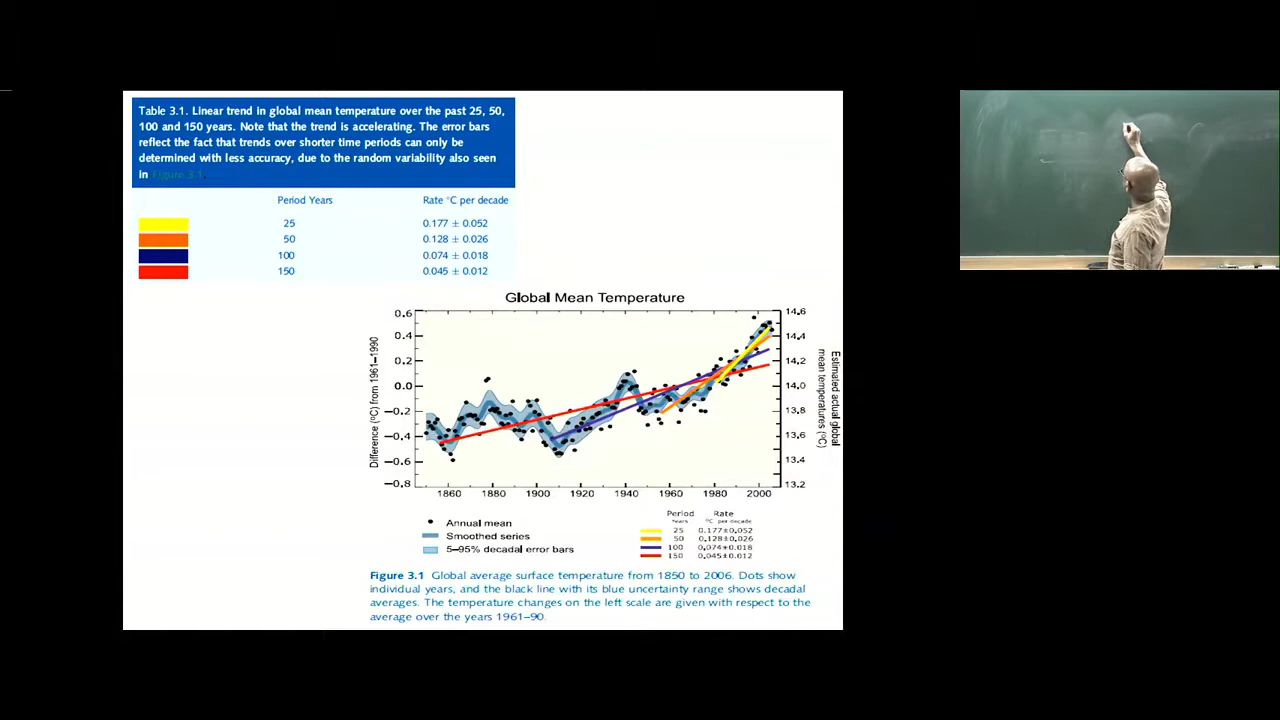 Table 3.1. Linear trend in global mean temperature over the past 25, 50,
100 and 150 years. Note that the trend is accelerating. The error bars
reflect the fact that trends over shorter time periods can only be
determined with less accuracy, due to the random variability also seen
in Figure 3.1.
Period Years Rate °C per decade
25 0.177 ± 0.052
50 0.128 ± 0.026
100 0.074 ± 0.018
150 0.045 ± 0.012
Global Mean Temperature
Difference (°C) from 1961–1990
0.6
0.4
0.2
0.0
−0.2
−0.4
−0.6
−0.8
14.6
14.4
14.2
14.0
13.8
13.6
13.4
13.2
Estimated actual global
mean temperatures (°C)
1860 1880 1900 1920 1940 1960 1980 2000
Annual mean
Smoothed series
5–95% decadal error bars
Period Rate
Years °C per decade
25 0.177±0.052
50 0.128±0.026
100 0.074±0.018
150 0.045±0.012
Figure 3.1 Global average surface temperature from 1850 to 2006. Dots show
individual years, and the black line with its blue uncertainty range shows decadal
averages. The temperature changes on the left scale are given with respect to the
average over the years 1961–90.